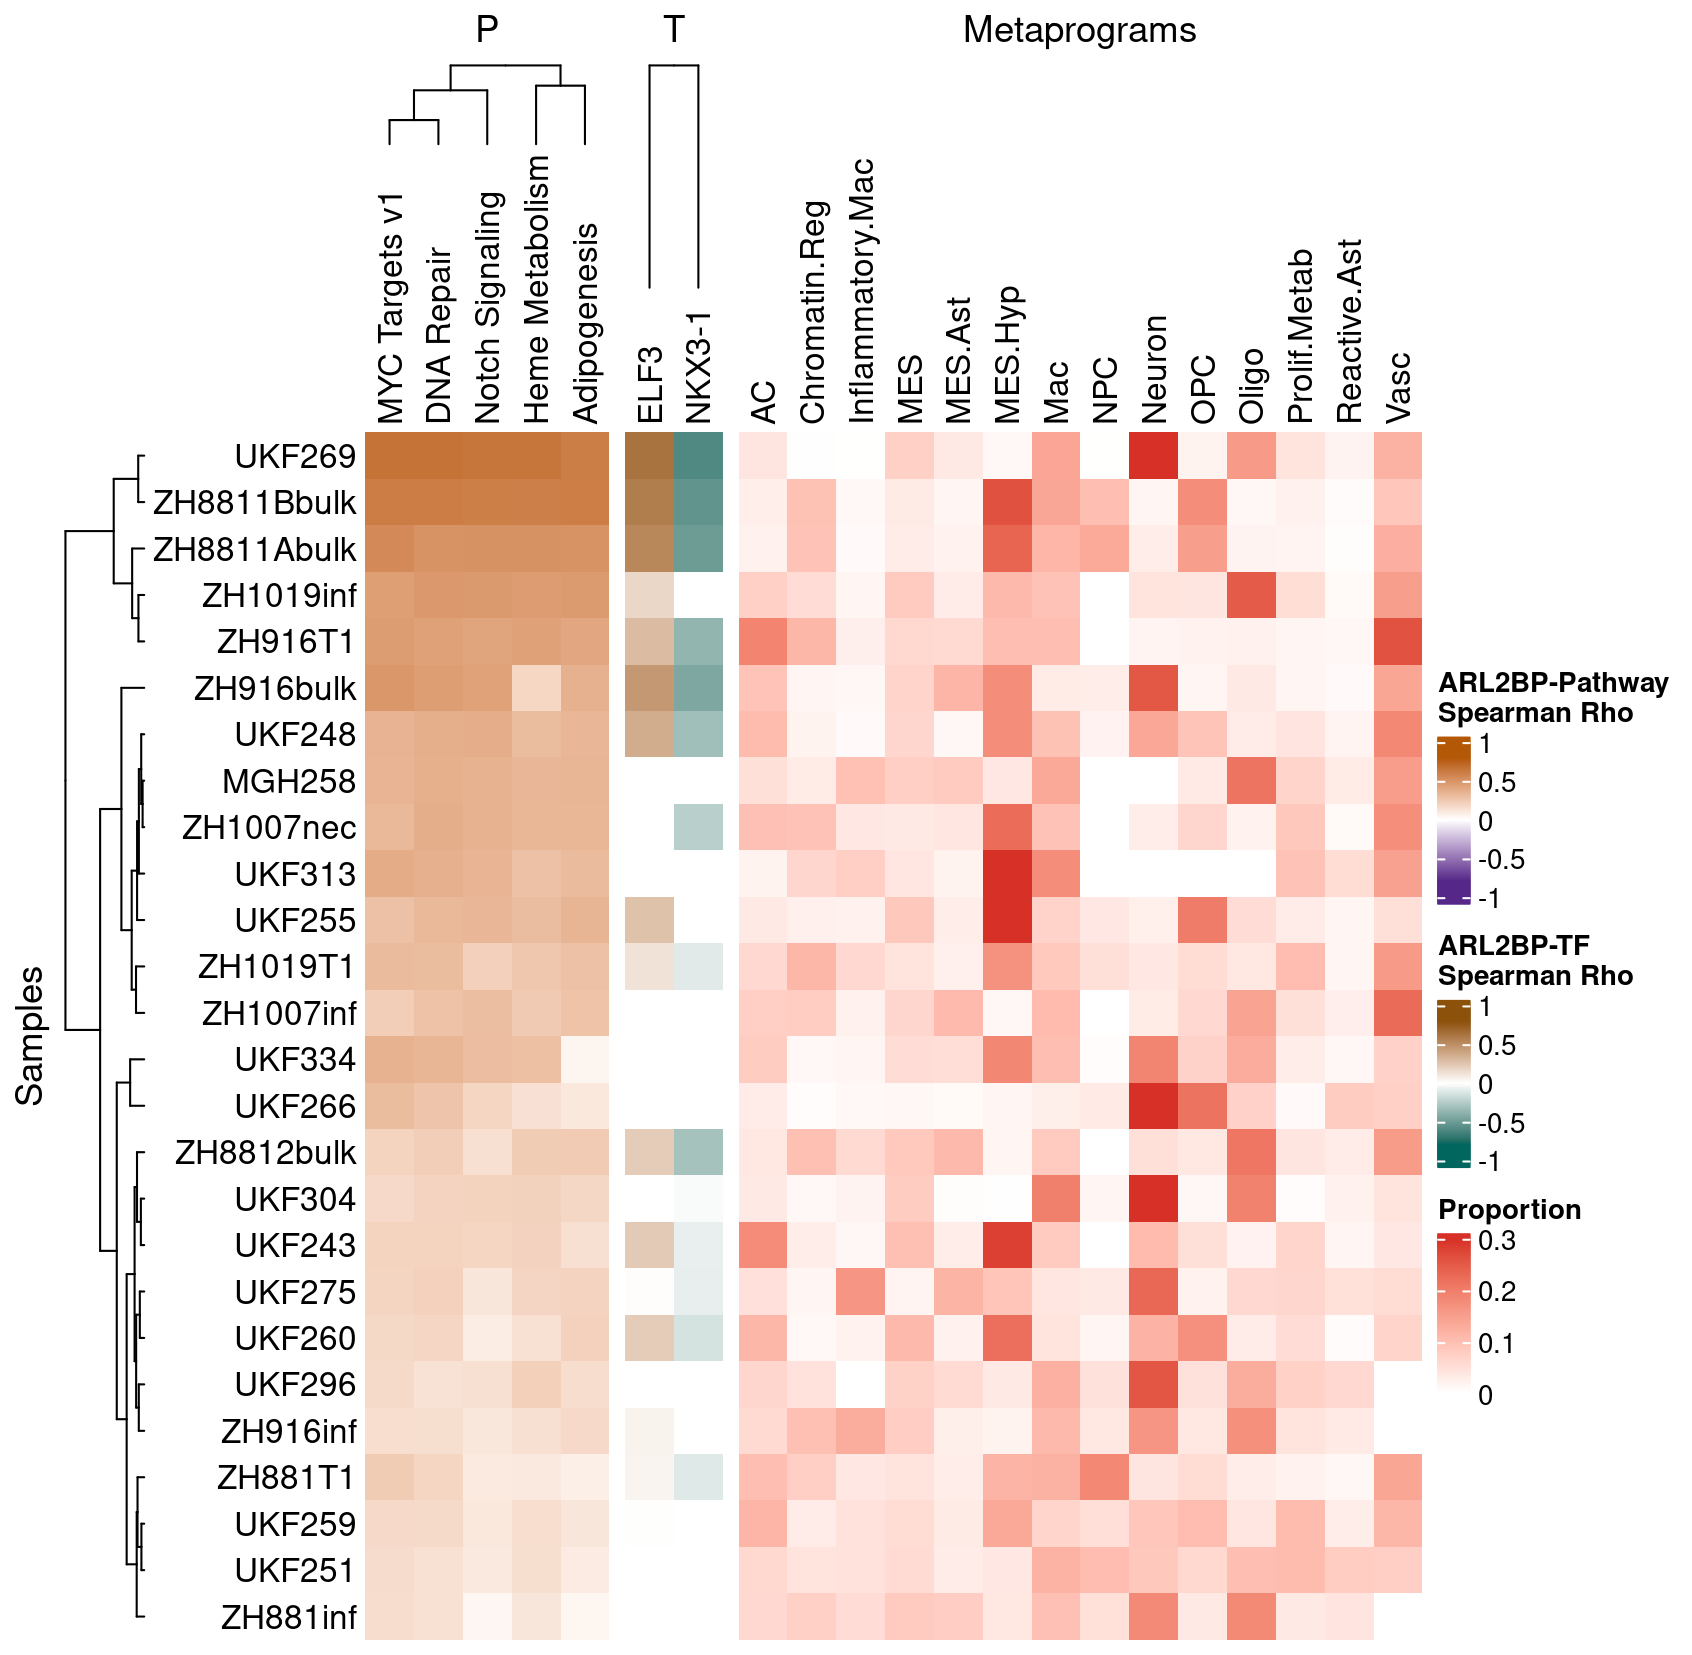 P
T
Metaprograms
MYC Targets v1
DNA Repair
Notch Signaling
Heme Metabolism
Adipogenesis
ELF3
NKX3-1
AC
Chromatin.Reg
Inflammatory.Mac
MES
MES.Ast
MES.Hyp
Mac
NPC
Neuron
OPC
Oligo
Prolif.Metab
Reactive.Ast
Vasc
Samples
UKF269
ZH8811Bbulk
ZH8811Abulk
ZH1019inf
ZH916T1
ZH916bulk
UKF248
MGH258
ZH1007nec
UKF313
UKF255
ZH1019T1
ZH1007inf
UKF334
UKF266
ZH8812bulk
UKF304
UKF243
UKF275
UKF260
UKF296
ZH916inf
ZH881T1
UKF259
UKF251
ZH881inf
ARL2BP-Pathway
Spearman Rho
1
0.5
0
-0.5
-1
ARL2BP-TF
Spearman Rho
1
0.5
0
-0.5
-1
Proportion
0.3
0.2
0.1
0